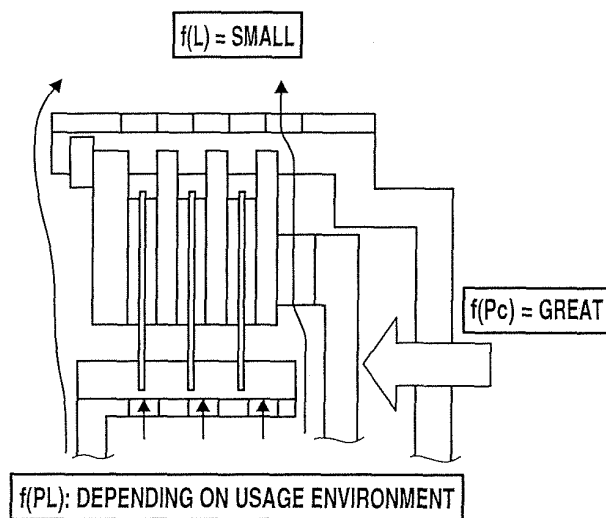 f(L) = SMALL
f(Pc) = GREAT
f(PL): DEPENDING ON USAGE ENVIRONMENT